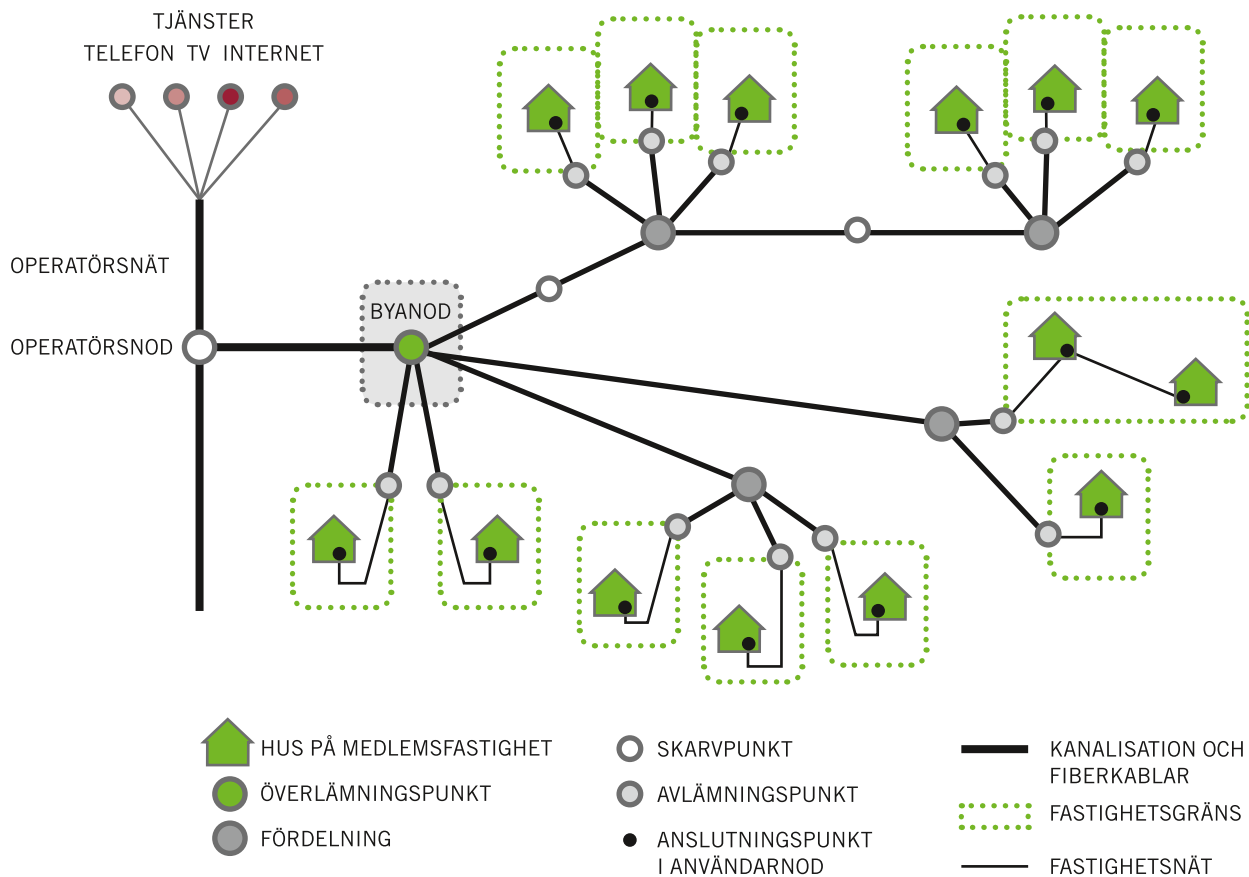 TJÄNSTER
TELEFON TV INTERNET
OPERATÖRSNÄT
BYANOD
OPERATÖRSNOD
HUS PÅ MEDLEMSFASTIGHET
ÖVERLÄMNINGSPUNKT
FÖRDELNING
SKARVPUNKT
AVLÄMNINGSPUNKT
ANSLUTNINGSPUNKT
I ANVÄNDARNOD
KANALISATION OCH
FIBERKABLAR
FASTIGHETSGRÄNS
FASTIGHETSNÄT